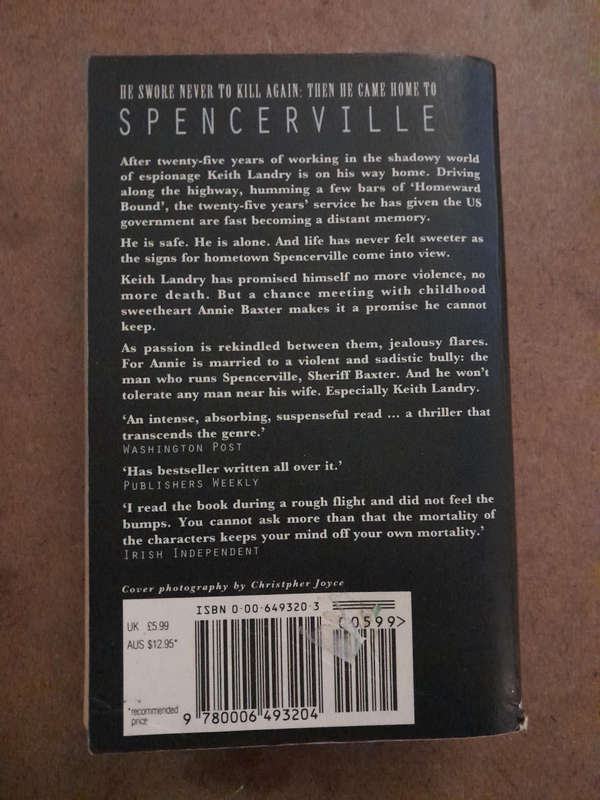 HE SWORE NEVER TO KILL AGAIN: THEN HE CAME HOME TO
SPENCERVILLE
After twenty-five years of working in the shadowy world
of espionage Keith Landry is on his way home. Driving
along the highway, humming a few bars of ‘Homeward
Bound’, the twenty-five years’ service he has given the US
government are fast becoming a distant memory.
He is safe. He is alone. And life has never felt sweeter as
the signs for hometown Spencerville come into view.
Keith Landry has promised himself no more violence, no
more death. But a chance meeting with childhood
sweetheart Annie Baxter makes it a promise he cannot
keep.
As passion is rekindled between them, jealousy flares.
For Annie is married to a violent and sadistic bully: the
man who runs Spencerville, Sheriff Baxter. And he won’t
tolerate any man near his wife. Especially Keith Landry.
‘An intense, absorbing, suspenseful read ... a thriller that
transcends the genre.’
WASHINGTON POST
‘Has bestseller written all over it.’
PUBLISHERS WEEKLY
‘I read the book during a rough flight and did not feel the
bumps. You cannot ask more than that the mortality of
the characters keeps your mind off your own mortality.’
IRISH INDEPENDENT
Cover photography by Christpher Joyce
ISBN 0-00-649320-3
UK £5.99
AUS $12.95*
*recommended
price
00599>
9 780006 493204